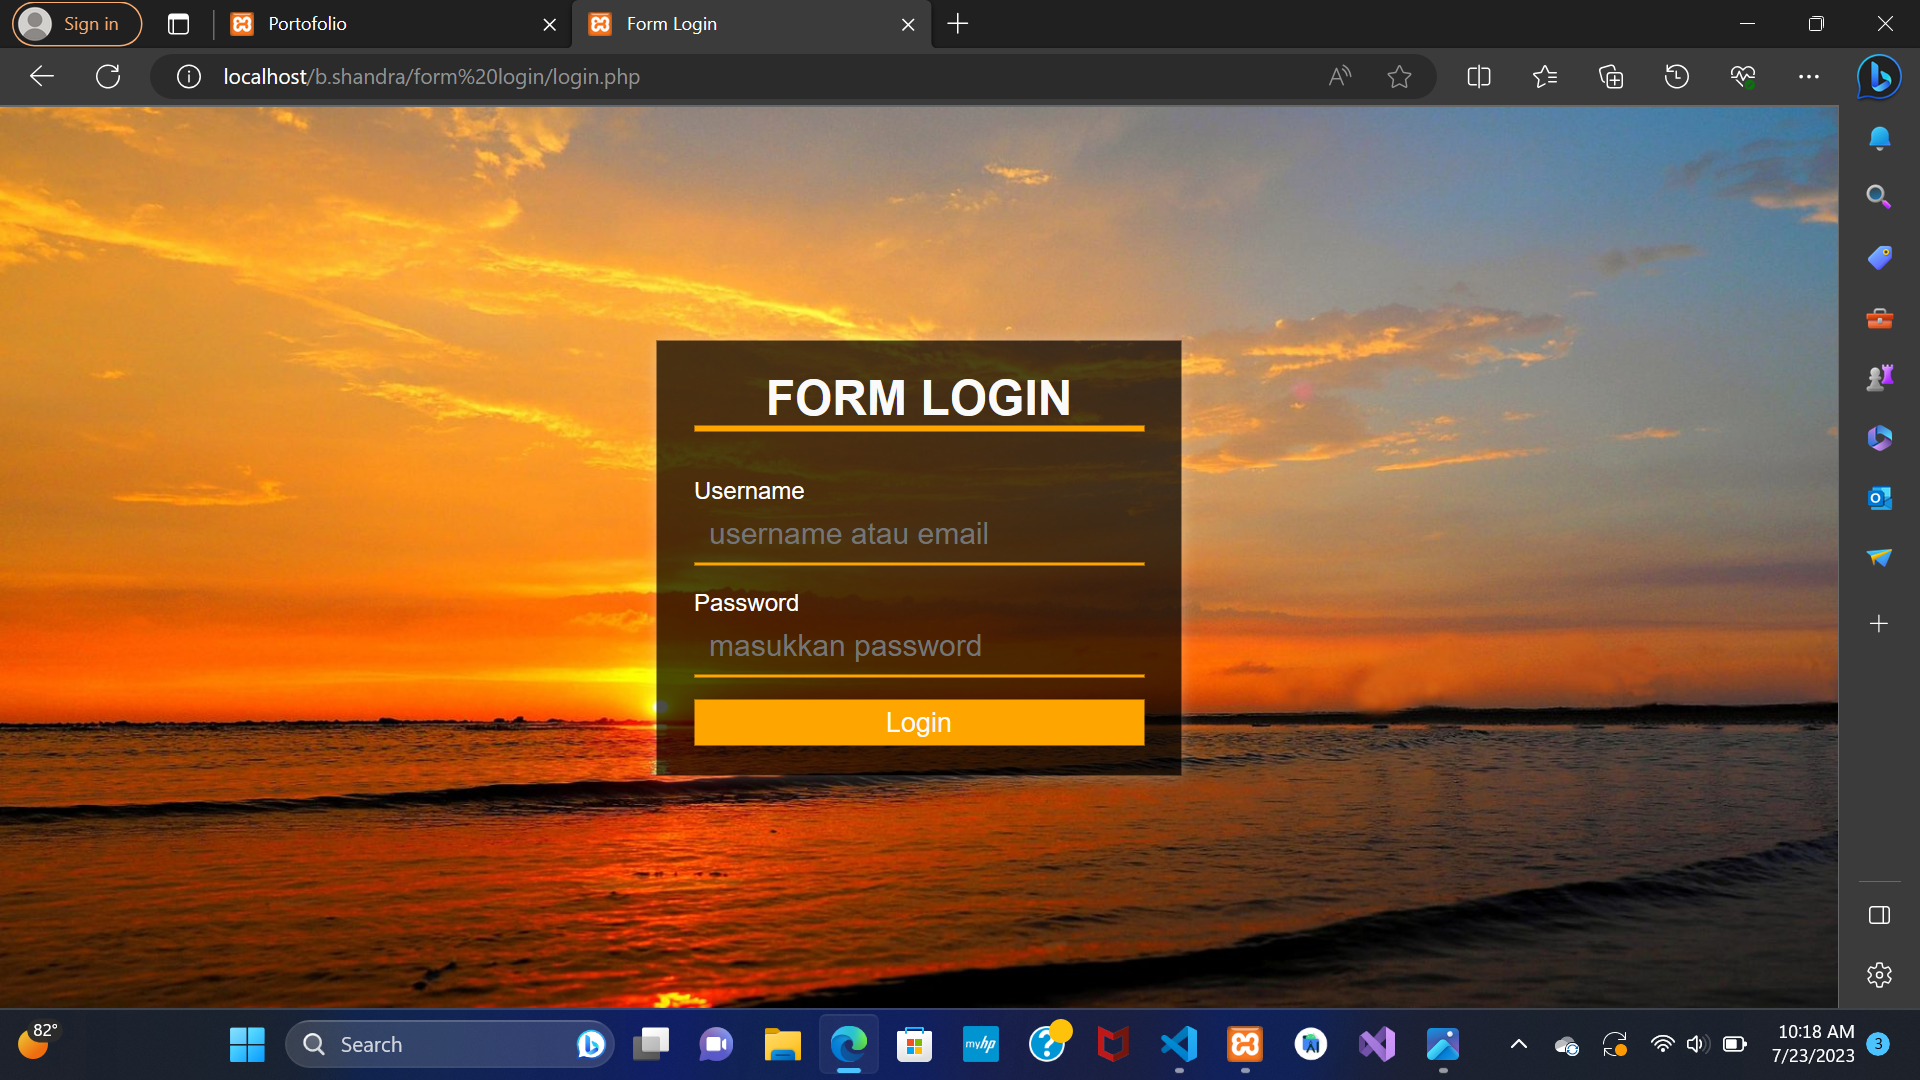 Sign in
Portofolio
Form Login
localhost/b.shandra/form%20login/login.php
FORM LOGIN
Username
username atau email
Password
masukkan password
Login
82°
Search
myhp
10:18 AM
7/23/2023
3